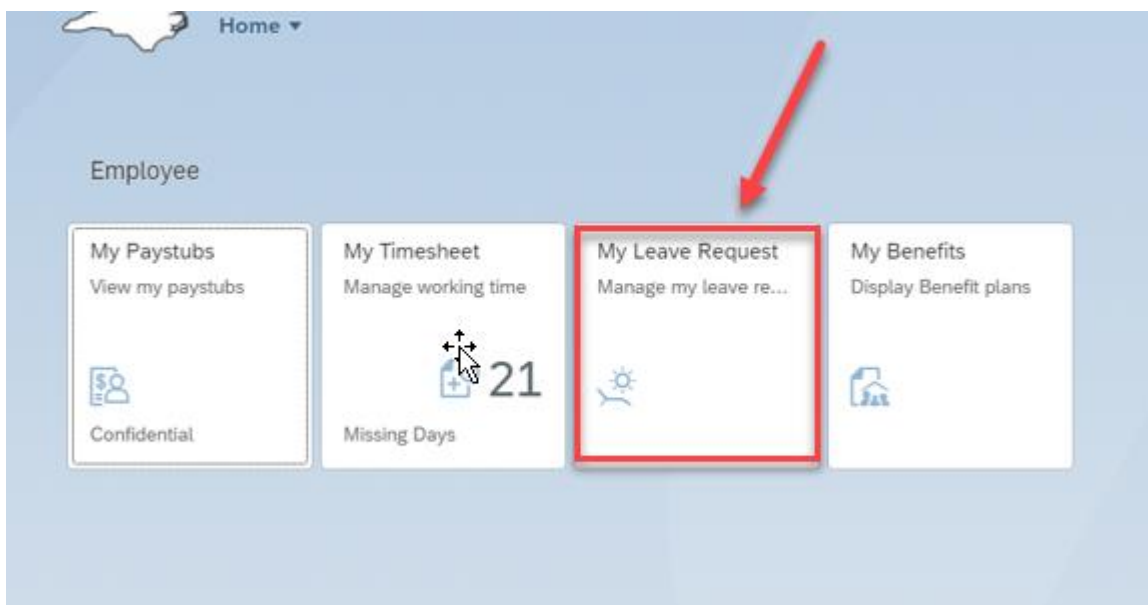 Home
Employee
My Paystubs
View my paystubs
Confidential
My Timesheet
Manage working time
21
Missing Days
My Leave Request
Manage my leave re...
My Benefits
Display Benefit plans